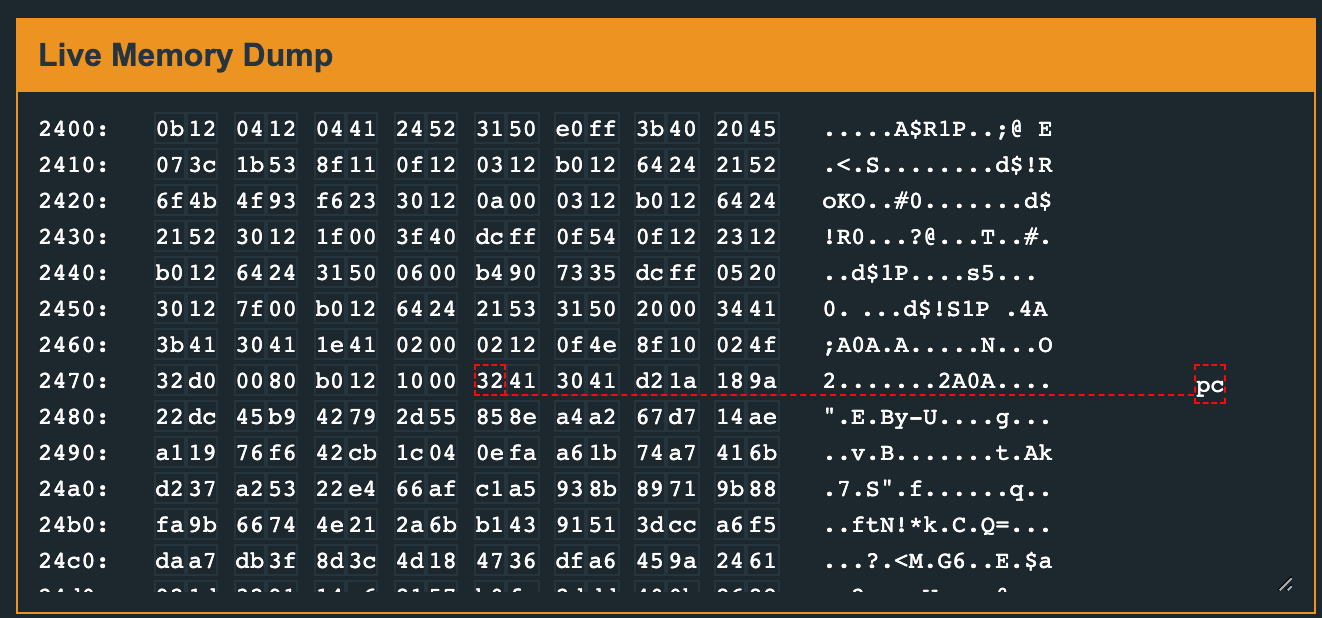 Live Memory Dump
2400: 0b12 0412 0441 2452 3150 e0ff 3b40 2045 .....A$R1P..;@ E
2410: 073c 1b53 8f11 0f12 0312 b012 6424 2152 .<.S........d$!R
2420: 6f4b 4f93 f623 3012 0a00 0312 b012 6424 oKO..#0.......d$
2430: 2152 3012 1f00 3f40 dcff 0f54 0f12 2312 !R0...?@...T..#.
2440: b012 6424 3150 0600 b490 7335 dcff 0520 ..d$1P....s5...
2450: 3012 7f00 b012 6424 2153 3150 2000 3441 0. ...d$!S1P .4A
2460: 3b41 3041 1e41 0200 0212 0f4e 8f10 024f ;A0A.A.....N...O
2470: 32d0 0080 b012 1000 3241 3041 d21a 189a 2.......2A0A....
pc
2480: 22dc 45b9 4279 2d55 858e a4a2 67d7 14ae ".E.By-U....g...
2490: a119 76f6 42cb 1c04 0efa a61b 74a7 416b ..v.B.......t.Ak
24a0: d237 a253 22e4 66af c1a5 938b 8971 9b88 .7.S".f......q..
24b0: fa9b 6674 4e21 2a6b b143 9151 3dcc a6f5 ..ftN!*k.C.Q=...
24c0: daa7 db3f 8d3c 4d18 4736 dfa6 459a 2461 ...?.<M.G6..E.$a